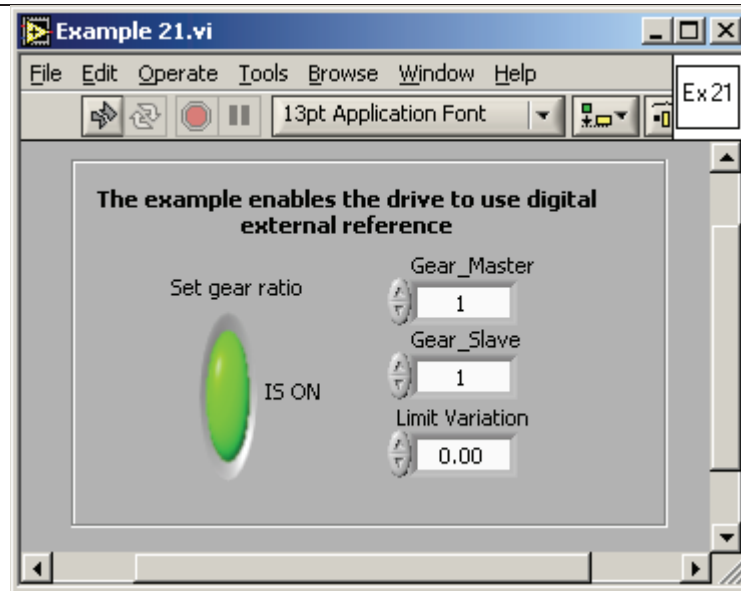 Example 21.vi
File Edit Operate Tools Browse Window Help
Ex 21
13pt Application Font
The example enables the drive to use digital
external reference
Set gear ratio
IS ON
Gear_Master
1
Gear_Slave
1
Limit Variation
0.00